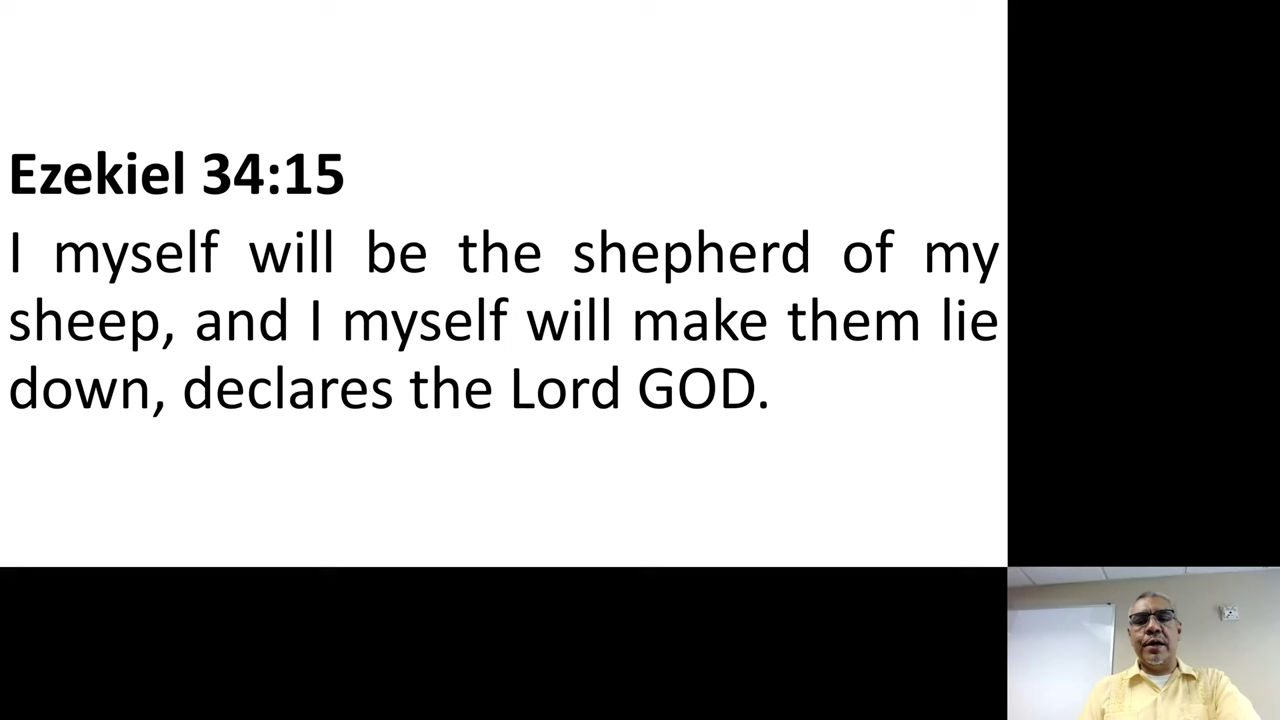 Ezekiel 34:15
I myself will be the shepherd of my
sheep, and I myself will make them lie
down, declares the Lord GOD.